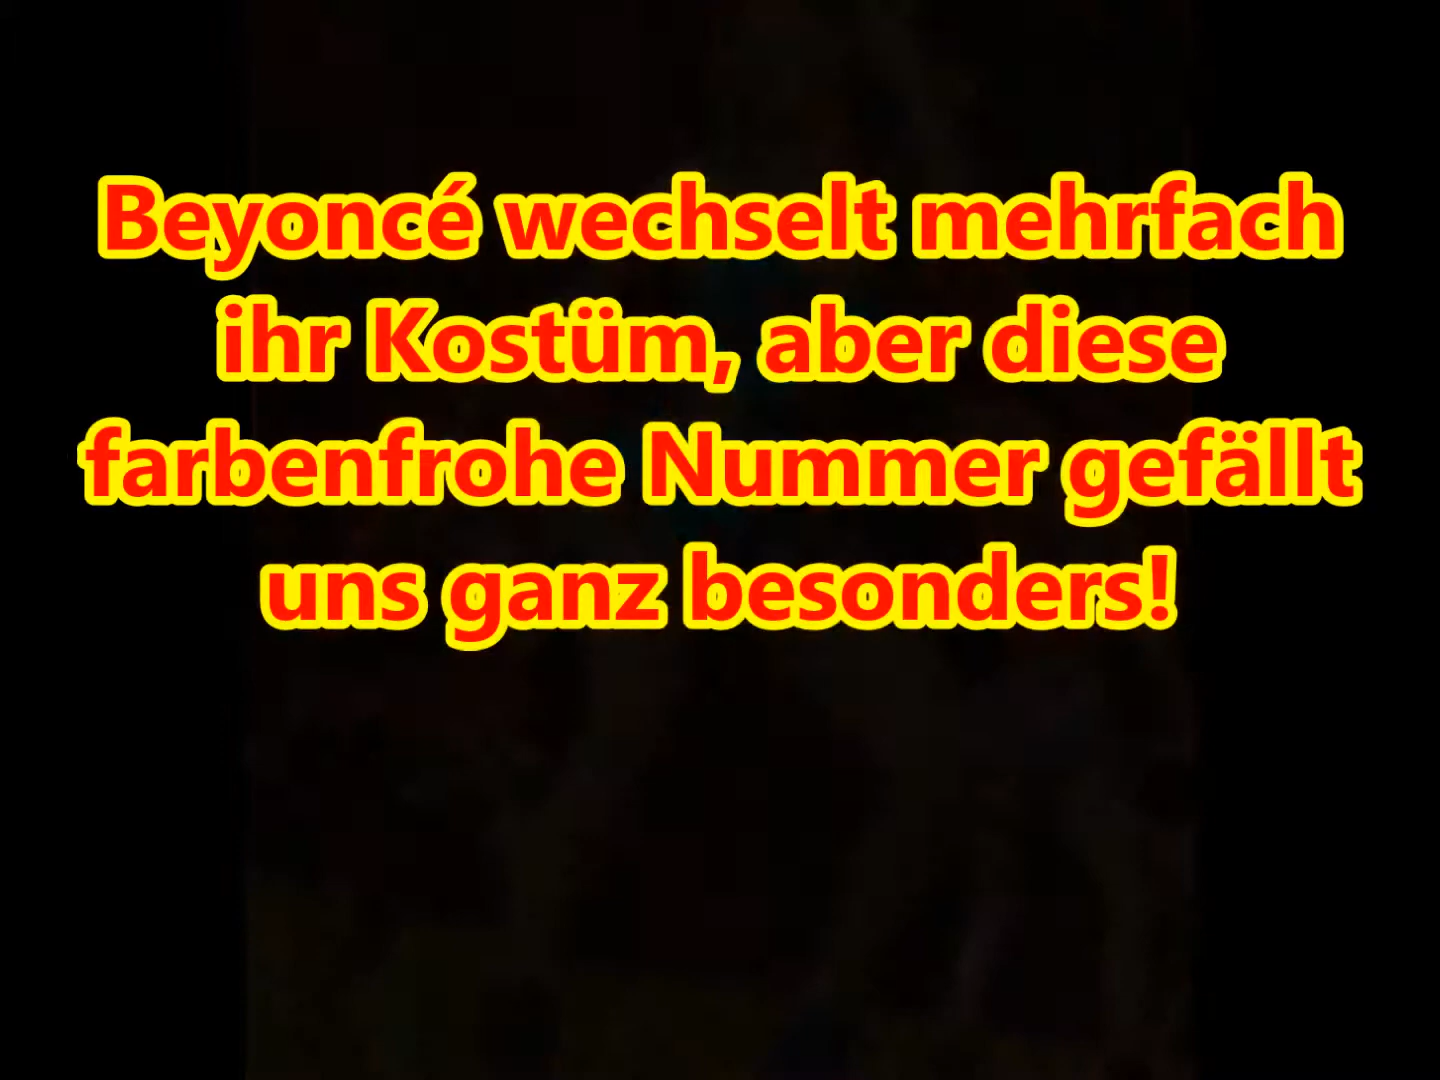 Beyoncé wechselt mehrfach
ihr Kostüm, aber diese
farbenfrohe Nummer gefällt
uns ganz besonders!